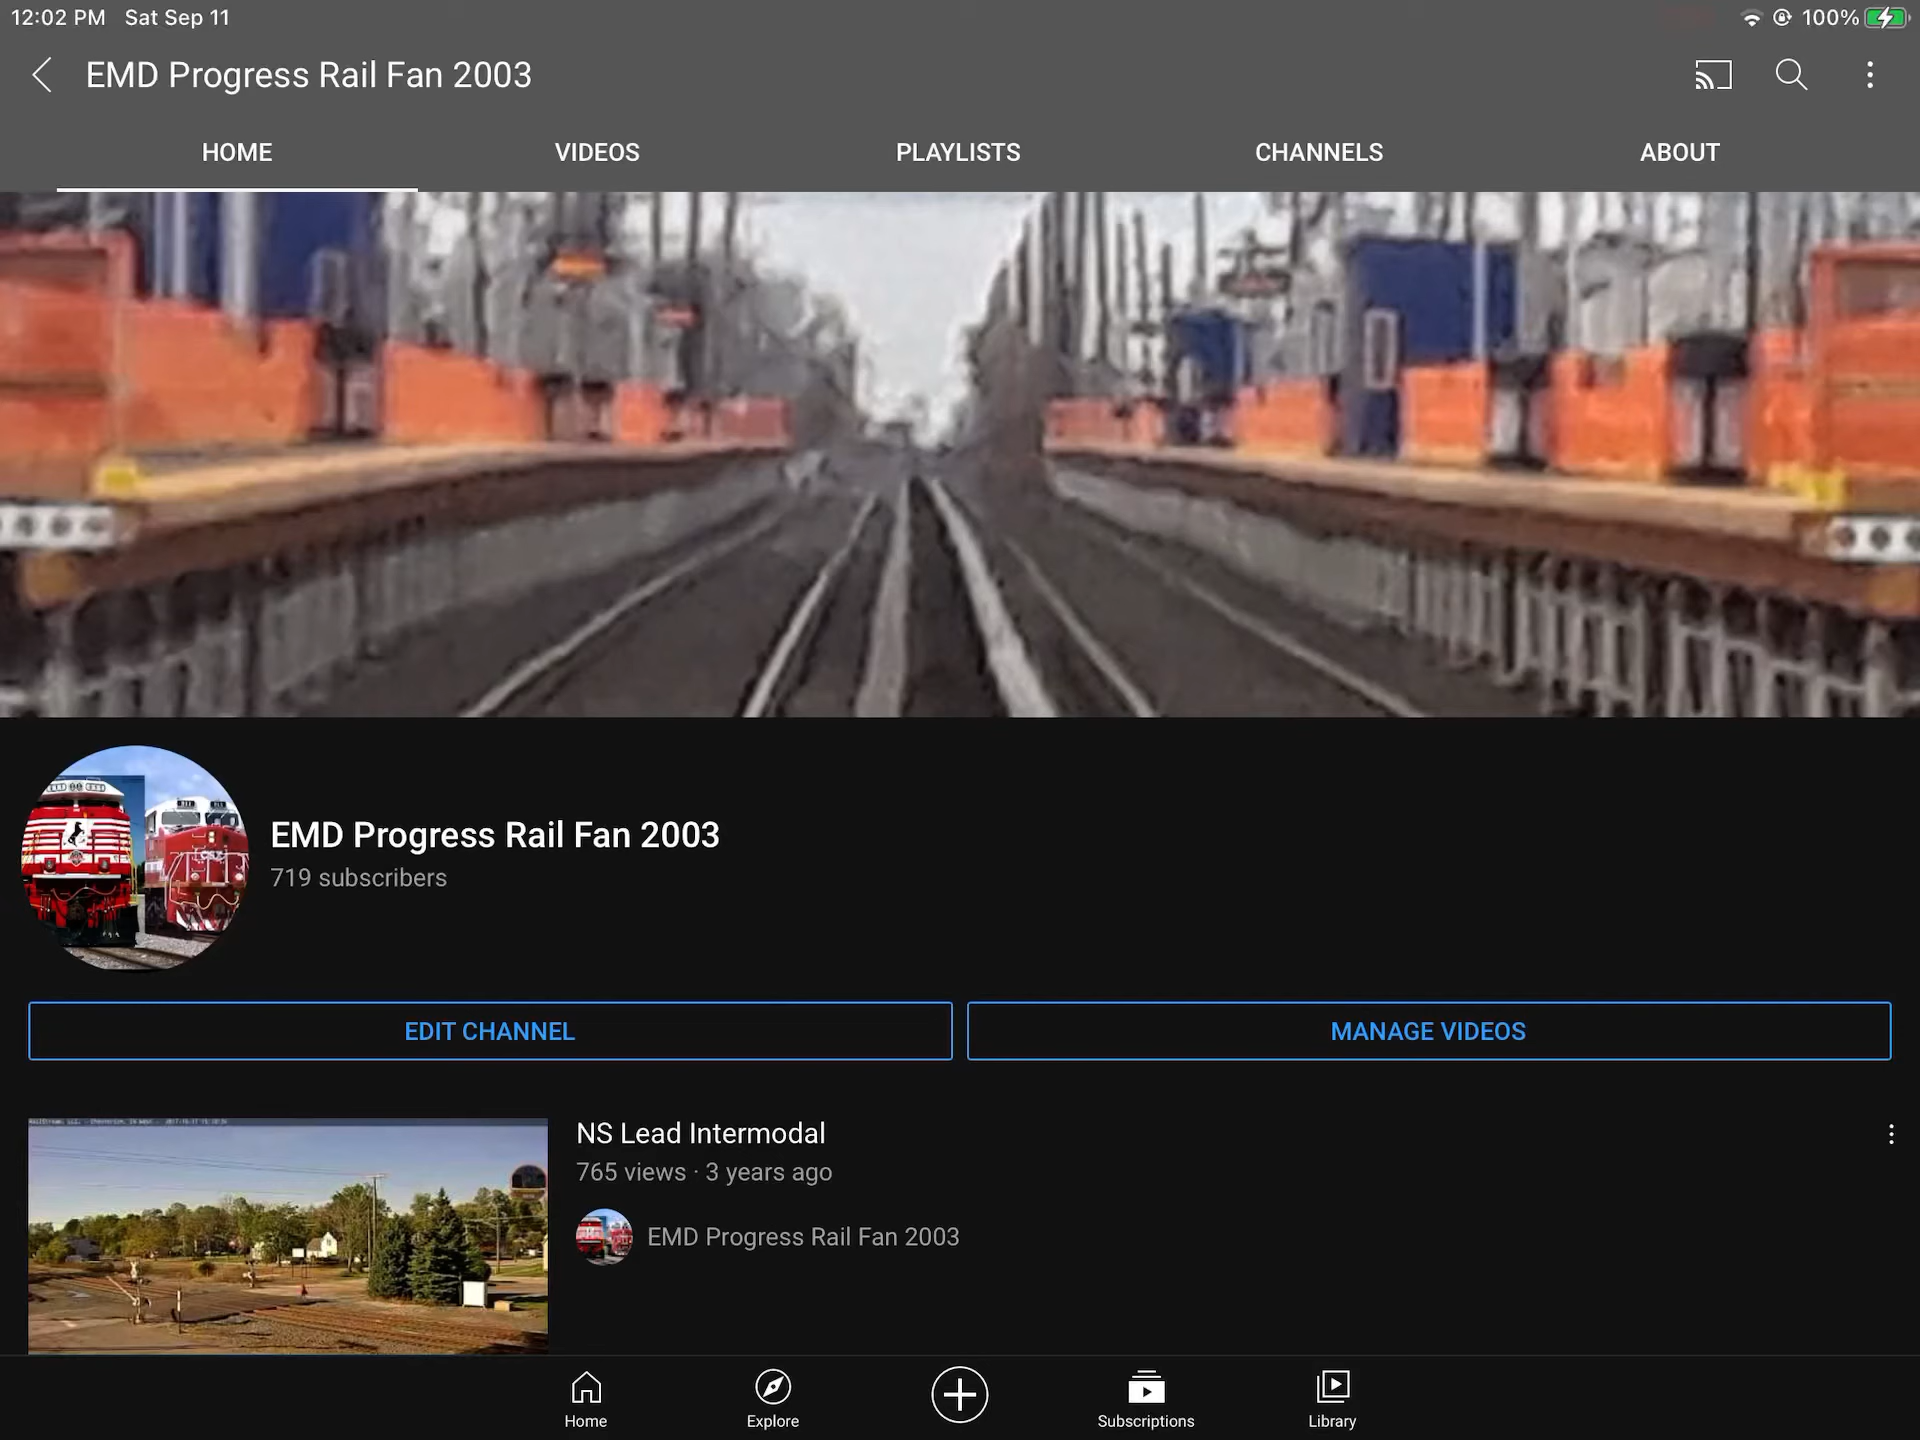 12:02 PM Sat Sep 11
100%
EMD Progress Rail Fan 2003
HOME VIDEOS PLAYLISTS CHANNELS ABOUT
EMD Progress Rail Fan 2003
719 subscribers
EDIT CHANNEL MANAGE VIDEOS
NS Lead Intermodal
765 views · 3 years ago
EMD Progress Rail Fan 2003
Home Explore Subscriptions Library